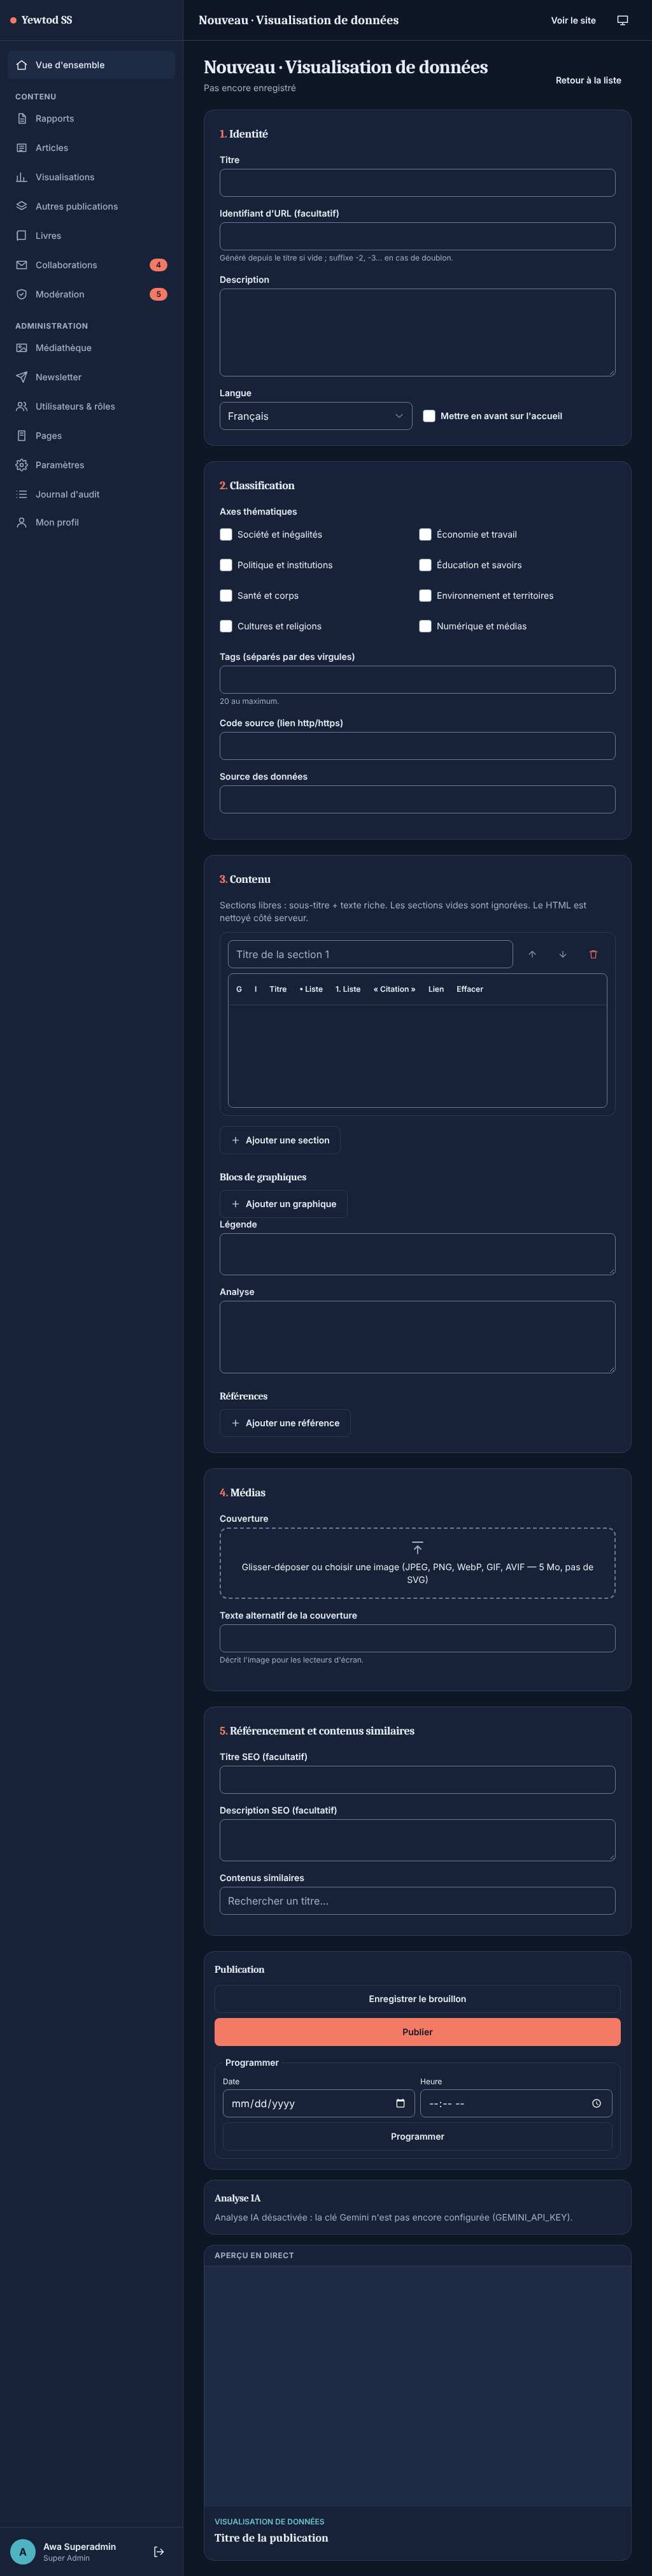 Yewtod SS
Vue d'ensemble
CONTENU
Rapports
Articles
Visualisations
Autres publications
Livres
Collaborations 4
Modération 5
ADMINISTRATION
Médiathèque
Newsletter
Utilisateurs & rôles
Pages
Paramètres
Journal d'audit
Mon profil
Awa Superadmin
A
Super Admin
Nouveau · Visualisation de données
Voir le site
Nouveau · Visualisation de données
Pas encore enregistré
Retour à la liste
1. Identité
Titre
Identifiant d'URL (facultatif)
Généré depuis le titre si vide ; suffixe -2, -3… en cas de doublon.
Description
Langue
Français
Mettre en avant sur l'accueil
2. Classification
Axes thématiques
Société et inégalités
Économie et travail
Politique et institutions
Éducation et savoirs
Santé et corps
Environnement et territoires
Cultures et religions
Numérique et médias
Tags (séparés par des virgules)
20 au maximum.
Code source (lien http/https)
Source des données
3. Contenu
Sections libres : sous-titre + texte riche. Les sections vides sont ignorées. Le HTML est
nettoyé côté serveur.
Titre de la section 1
G I Titre • Liste 1. Liste « Citation » Lien Effacer
Ajouter une section
Blocs de graphiques
Ajouter un graphique
Légende
Analyse
Références
Ajouter une référence
4. Médias
Couverture
Glisser-déposer ou choisir une image (JPEG, PNG, WebP, GIF, AVIF — 5 Mo, pas de
SVG)
Texte alternatif de la couverture
Décrit l'image pour les lecteurs d'écran.
5. Référencement et contenus similaires
Titre SEO (facultatif)
Description SEO (facultatif)
Contenus similaires
Rechercher un titre…
Publication
Enregistrer le brouillon
Publier
Programmer
Date
Heure
mm/dd/yyyy
--:-- --
Programmer
Analyse IA
Analyse IA désactivée : la clé Gemini n'est pas encore configurée (GEMINI_API_KEY).
APERÇU EN DIRECT
VISUALISATION DE DONNÉES
Titre de la publication